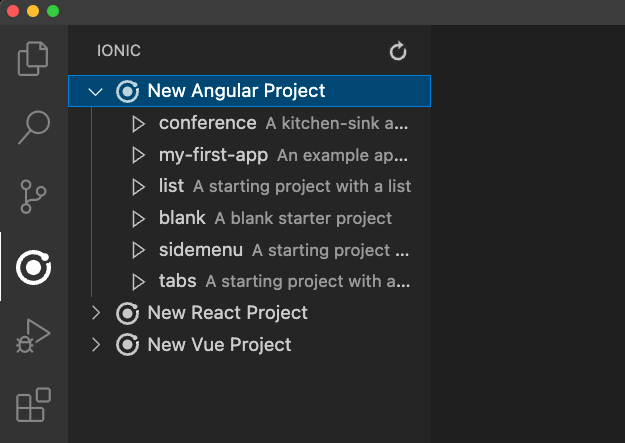 IONIC
New Angular Project
conference A kitchen-sink a...
my-first-app An example ap...
list A starting project with a list
blank A blank starter project
sidemenu A starting project ...
tabs A starting project with a...
New React Project
New Vue Project